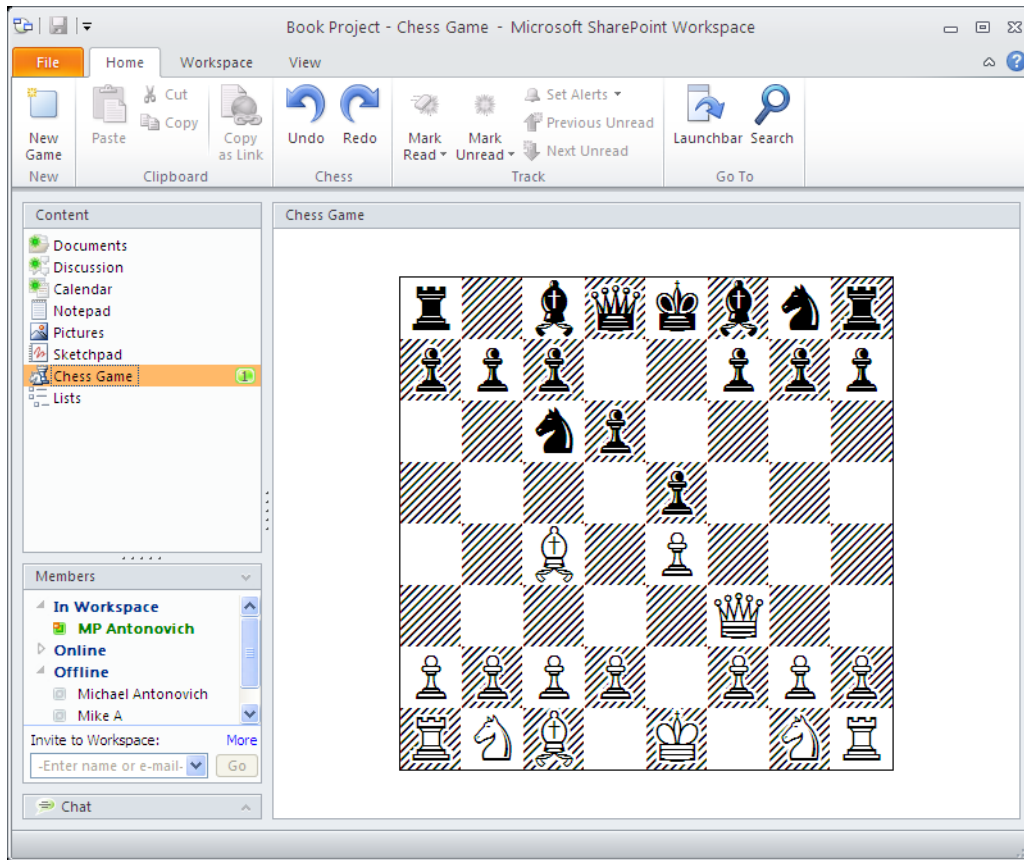 Book Project - Chess Game - Microsoft SharePoint Workspace
File Home Workspace View
New Game
Paste
Cut
Copy
Copy as Link
Undo
Redo
Mark Read
Mark Unread
Set Alerts
Previous Unread
Next Unread
Launchbar
Search
New
Clipboard
Chess
Track
Go To
Content
Documents
Discussion
Calendar
Notepad
Pictures
Sketchpad
Chess Game 1
Lists
Members
In Workspace
MP Antonovich
Online
Offline
Michael Antonovich
Mike A
Invite to Workspace: More
-Enter name or e-mail- Go
Chat
Chess Game